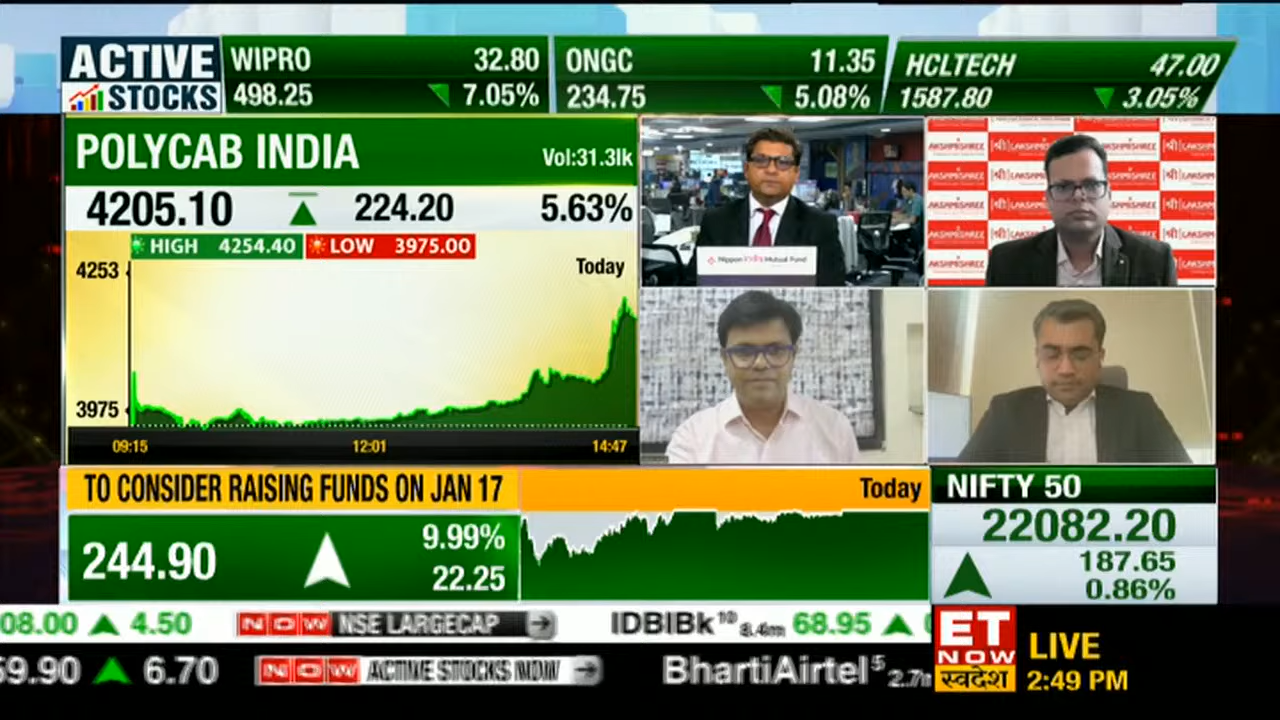 ACTIVE
STOCKS
WIPRO 32.80
498.25 7.05%
ONGC 11.35
234.75 5.08%
HCLTECH 47.00
1587.80 3.05%
POLYCAB INDIA Vol:31.3lk
4205.10 224.20 5.63%
HIGH 4254.40 LOW 3975.00
Today
4253
3975
09:15 12:01 14:47
Nippon India Mutual Fund
श्री LAKSHMISHREE
TO CONSIDER RAISING FUNDS ON JAN 17
Today
244.90 9.99%
22.25
NIFTY 50
22082.20
187.65
0.86%
08.00 4.50 NOW NSE LARGECAP IDBIBk 10 8.4m 68.95
59.90 6.70 NOW ACTIVE STOCKS NOW BhartiAirtel 5
ET
NOW
स्वदेश
LIVE
2:49 PM